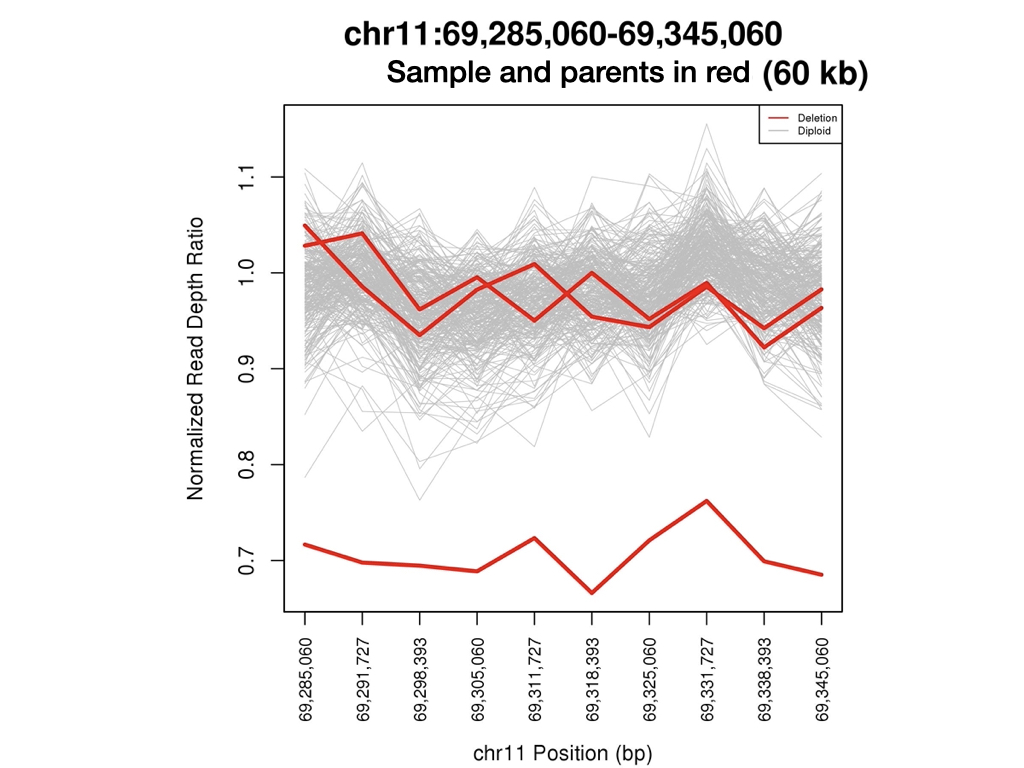 chr11:69,285,060-69,345,060
Sample and parents in red (60 kb)
Deletion
Diploid
Normalized Read Depth Ratio
1.1
1.0
0.9
0.8
0.7
69,285,060
69,291,727
69,298,393
69,305,060
69,311,727
69,318,393
69,325,060
69,331,727
69,338,393
69,345,060
chr11 Position (bp)